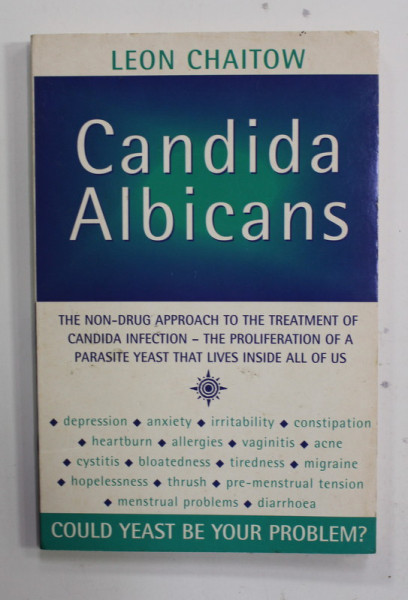 LEON CHAITOW
Candida
Albicans
THE NON-DRUG APPROACH TO THE TREATMENT OF
CANDIDA INFECTION – THE PROLIFERATION OF A
PARASITE YEAST THAT LIVES INSIDE ALL OF US
◆ depression ◆ anxiety ◆ irritability ◆ constipation
◆ heartburn ◆ allergies ◆ vaginitis ◆ acne
◆ cystitis ◆ bloatedness ◆ tiredness ◆ migraine
◆ hopelessness ◆ thrush ◆ pre-menstrual tension
◆ menstrual problems ◆ diarrhoea
COULD YEAST BE YOUR PROBLEM?